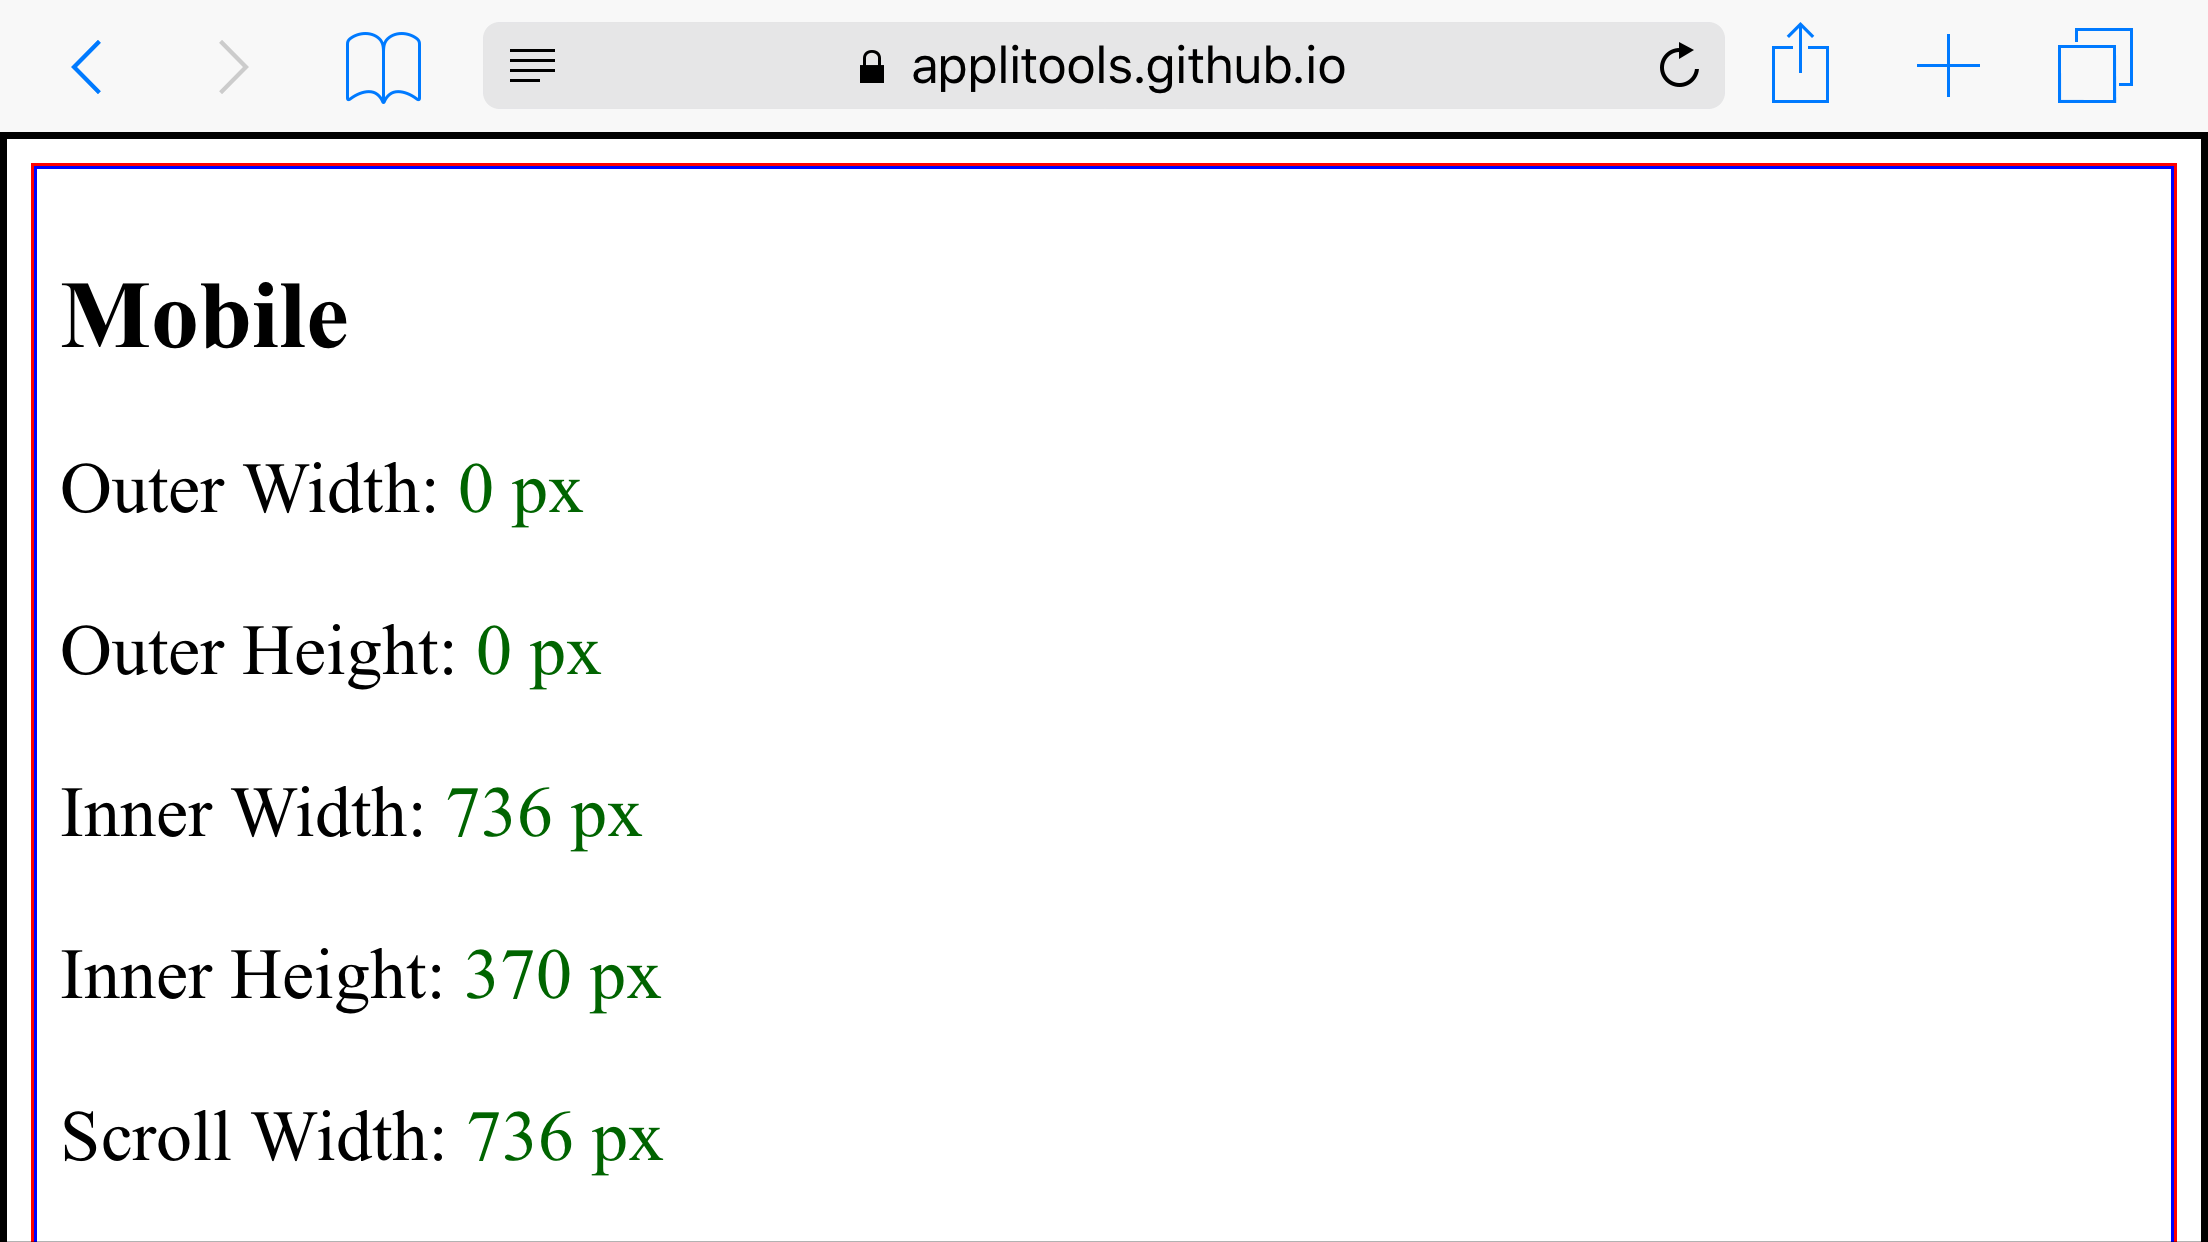 applitools.github.io
Mobile
Outer Width: 0 px
Outer Height: 0 px
Inner Width: 736 px
Inner Height: 370 px
Scroll Width: 736 px